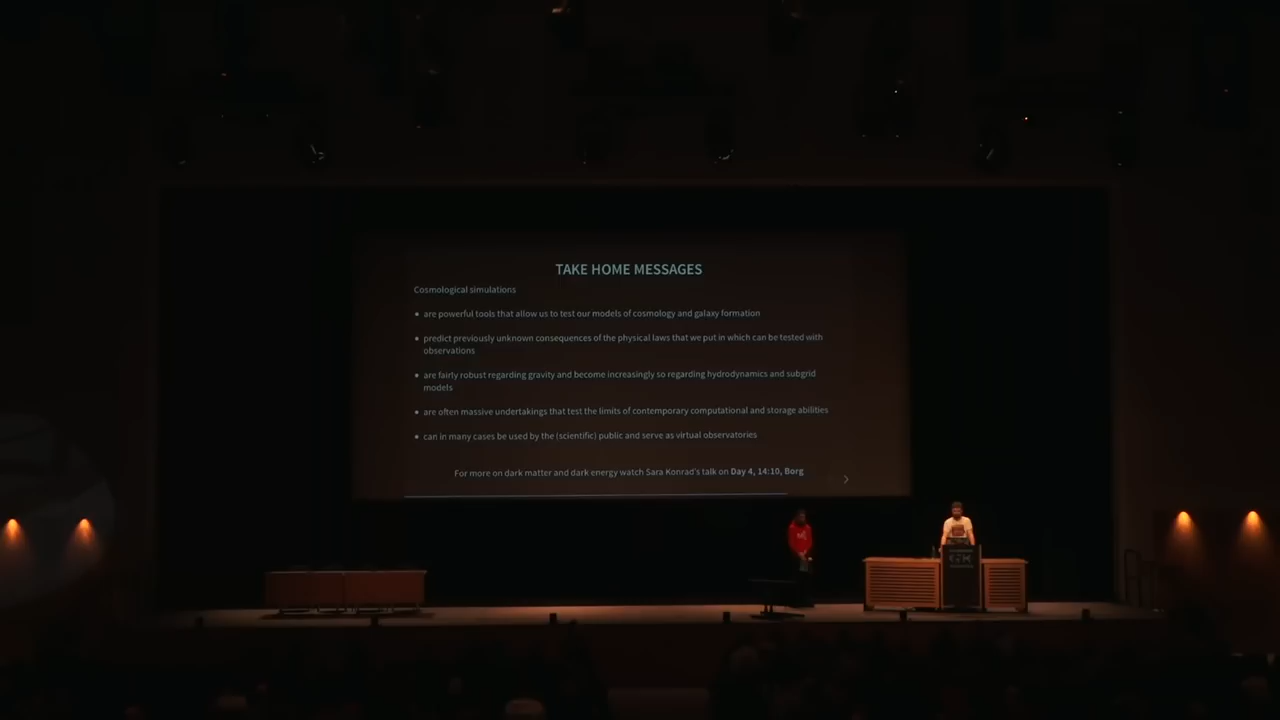 TAKE HOME MESSAGES
Cosmological simulations
• are powerful tools that allow us to test our models of cosmology and galaxy formation
• predict previously unknown consequences of the physical laws that we put in which can be tested with
observations
• are fairly robust regarding gravity and become increasingly so regarding hydrodynamics and subgrid
models
• are often massive undertakings that test the limits of contemporary computational and storage abilities
• can in many cases be used by the (scientific) public and serve as virtual observatories
For more on dark matter and dark energy watch Sara Konrad's talk on Day 4, 14:10, Borg